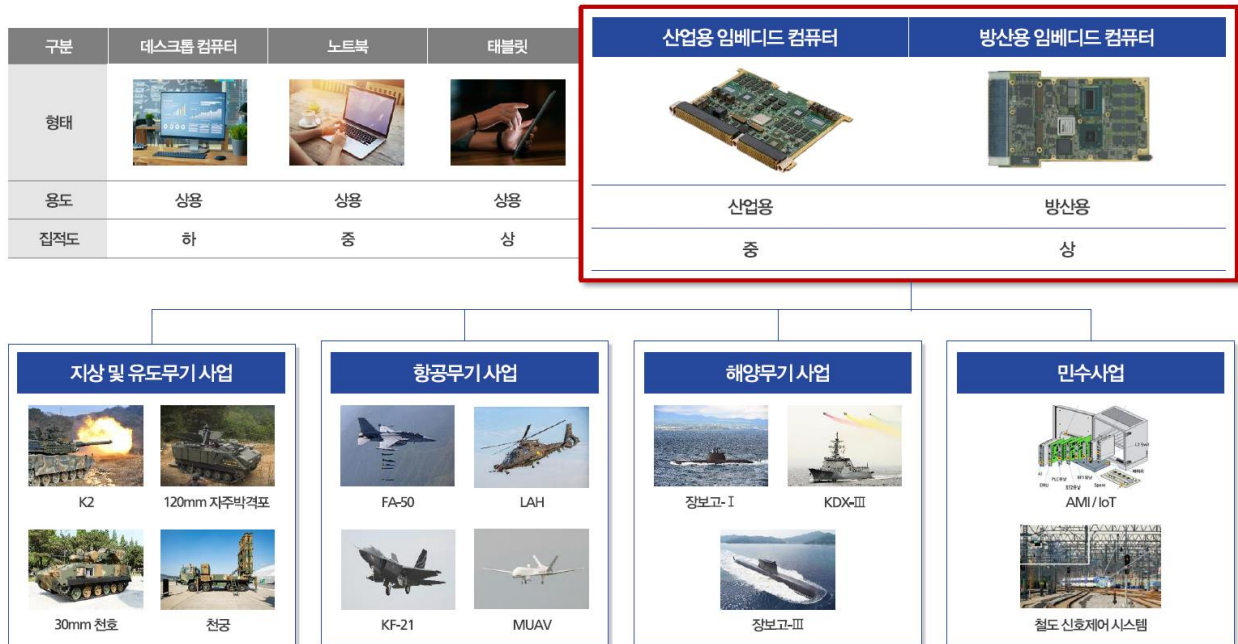 구분 데스크톱 컴퓨터 노트북 태블릿 산업용 임베디드 컴퓨터 방산용 임베디드 컴퓨터
형태
용도 상용 상용 상용 산업용 방산용
집적도 하 중 상 중 상
지상 및 유도무기 사업
K2 120mm 자주박격포
30mm 천호 천궁
항공무기 사업
FA-50 LAH
KF-21 MUAV
해양무기 사업
장보고-Ⅰ KDX-Ⅲ
장보고-Ⅲ
민수사업
AMI / IoT
철도 신호제어 시스템